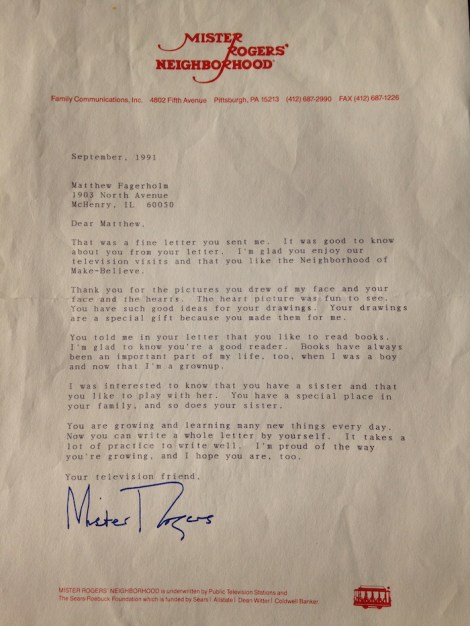 MISTER
ROGERS'
NEIGHBORHOOD
Family Communications, Inc. 4802 Fifth Avenue Pittsburgh, PA 15213 (412) 687-2990 FAX (412) 687-1226
September, 1991
Matthew Fagerholm
1903 North Avenue
McHenry, IL 60050
Dear Matthew,
That was a fine letter you sent me. It was good to know
about you from your letter. I'm glad you enjoy our
television visits and that you like the Neighborhood of
Make-Believe.
Thank you for the pictures you drew of my face and your
face and the hearts. The heart picture was fun to see.
You have such good ideas for your drawings. Your drawings
are a special gift because you made them for me.
You told me in your letter that you like to read books.
I'm glad to know you're a good reader. Books have always
been an important part of my life, too, when I was a boy
and now that I'm a grownup.
I was interested to know that you have a sister and that
you like to play with her. You have a special place in
your family, and so does your sister.
You are growing and learning many new things every day.
Now you can write a whole letter by yourself. It takes a
lot of practice to write well. I'm proud of the way
you're growing, and I hope you are, too.
Your television friend,
Mister Rogers
MISTER ROGERS' NEIGHBORHOOD is underwritten by Public Television Stations and
The Sears-Roebuck Foundation which is funded by Sears | Allstate | Dean Witter | Coldwell Banker